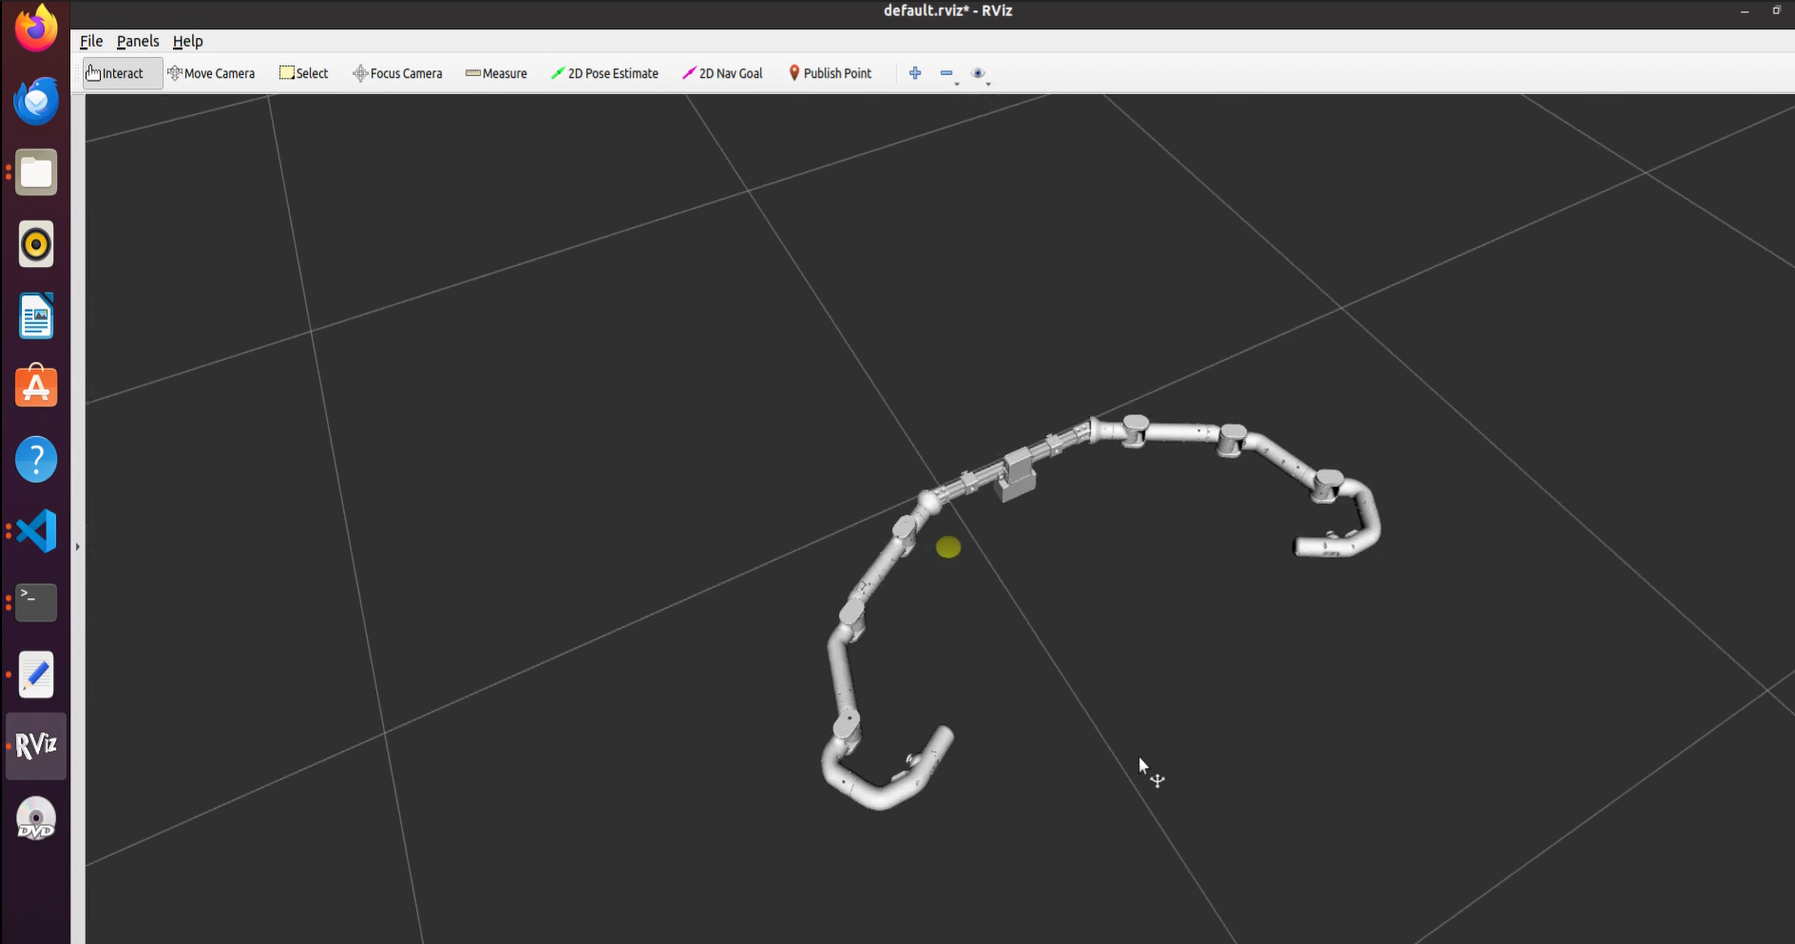 default.rviz* - RViz
File Panels Help
Interact Move Camera Select Focus Camera Measure 2D Pose Estimate 2D Nav Goal Publish Point
A
?
>_
RViz
DVD